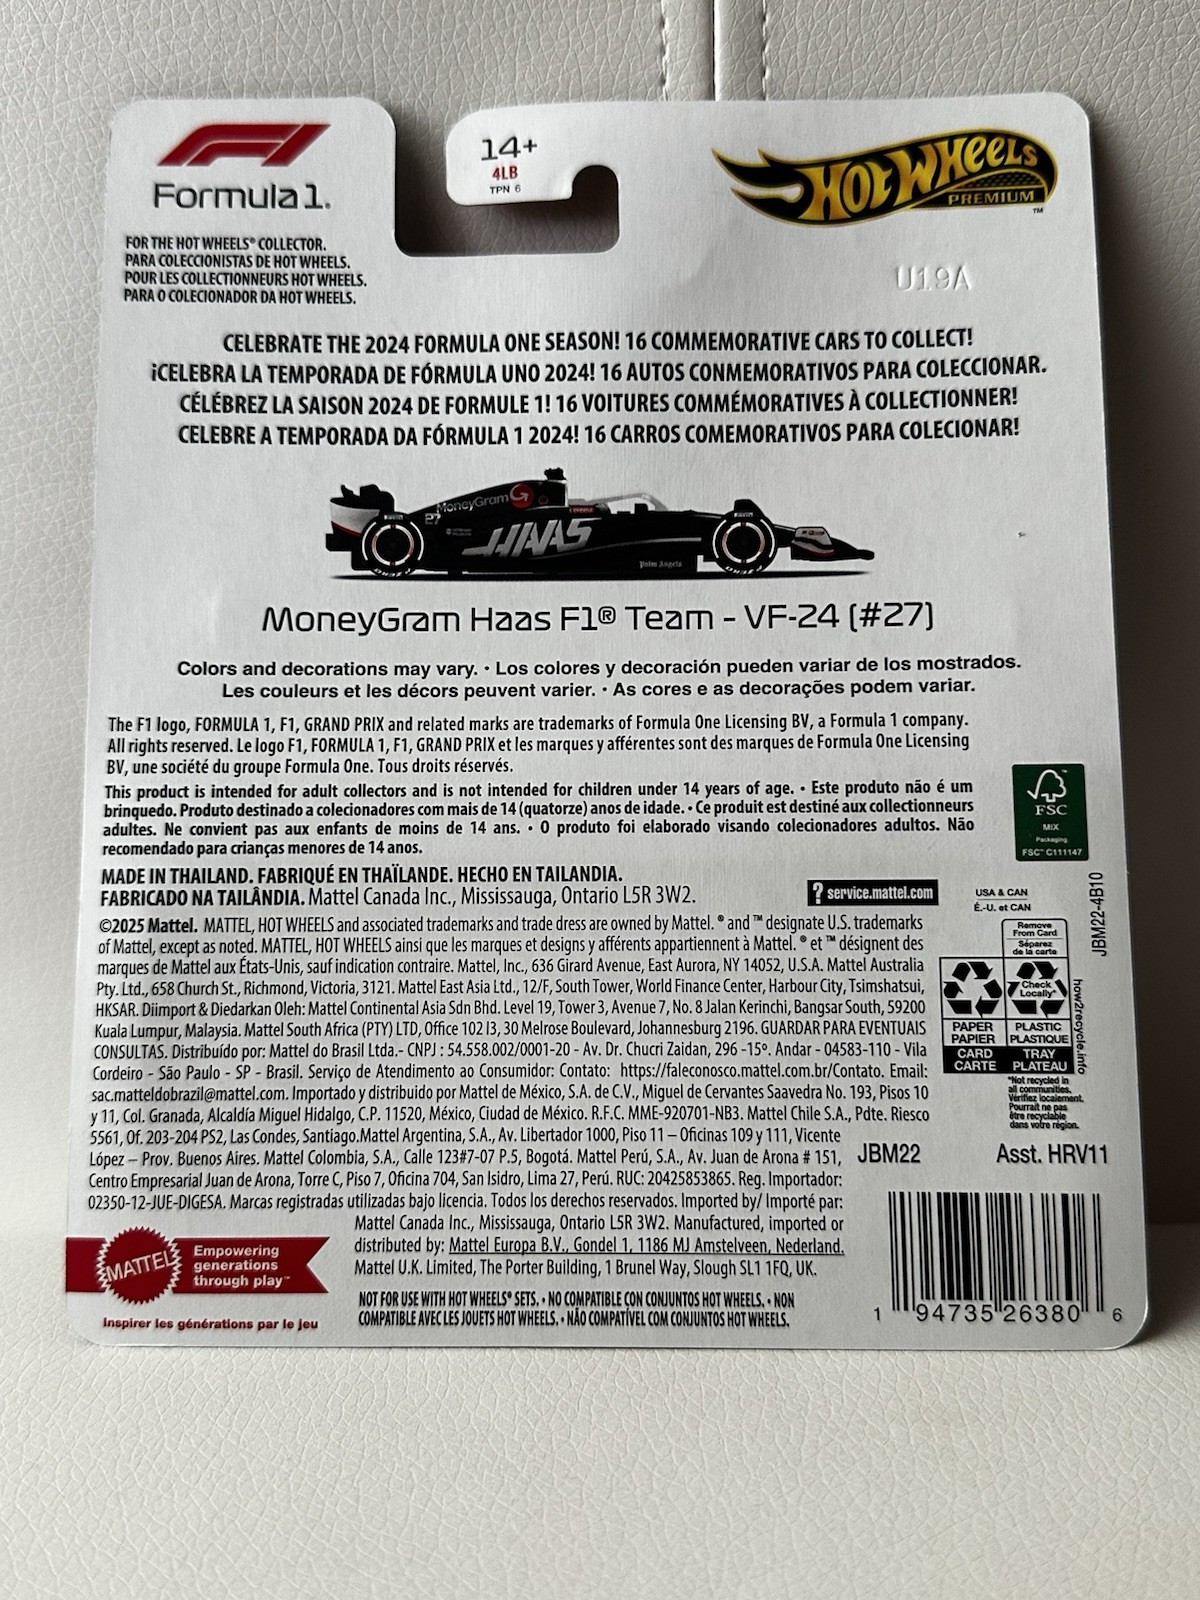 F1
Formula 1®
14+
4LB
TPN 6
HOT WHEELS
PREMIUM™
U19A
FOR THE HOT WHEELS® COLLECTOR.
PARA COLECCIONISTAS DE HOT WHEELS.
POUR LES COLLECTIONNEURS HOT WHEELS.
PARA O COLECIONADOR DA HOT WHEELS.
CELEBRATE THE 2024 FORMULA ONE SEASON! 16 COMMEMORATIVE CARS TO COLLECT!
¡CELEBRA LA TEMPORADA DE FÓRMULA UNO 2024! 16 AUTOS CONMEMORATIVOS PARA COLECCIONAR.
CÉLÉBREZ LA SAISON 2024 DE FORMULE 1! 16 VOITURES COMMÉMORATIVES À COLLECTIONNER!
CELEBRE A TEMPORADA DA FÓRMULA 1 2024! 16 CARROS COMEMORATIVOS PARA COLECIONAR!
MoneyGram
27
HAAS
Palm Angels
MoneyGram Haas F1® Team - VF-24 (#27)
Colors and decorations may vary. • Los colores y decoración pueden variar de los mostrados.
Les couleurs et les décors peuvent varier. • As cores e as decorações podem variar.
The F1 logo, FORMULA 1, F1, GRAND PRIX and related marks are trademarks of Formula One Licensing BV, a Formula 1 company.
All rights reserved. Le logo F1, FORMULA 1, F1, GRAND PRIX et les marques y afférentes sont des marques de Formula One Licensing
BV, une société du groupe Formula One. Tous droits réservés.
This product is intended for adult collectors and is not intended for children under 14 years of age. • Este produto não é um
brinquedo. Produto destinado a colecionadores com mais de 14 (quatorze) anos de idade. • Ce produit est destiné aux collectionneurs
adultes. Ne convient pas aux enfants de moins de 14 ans. • O produto foi elaborado visando colecionadores adultos. Não
recomendado para crianças menores de 14 anos.
FSC
MIX
Packaging
FSC™ C111147
MADE IN THAILAND. FABRIQUÉ EN THAÏLANDE. HECHO EN TAILANDIA.
FABRICADO NA TAILÂNDIA. Mattel Canada Inc., Mississauga, Ontario L5R 3W2.
? service.mattel.com
©2025 Mattel. MATTEL, HOT WHEELS and associated trademarks and trade dress are owned by Mattel. ® and ™ designate U.S. trademarks
of Mattel, except as noted. MATTEL, HOT WHEELS ainsi que les marques et designs y afférents appartiennent à Mattel. ® et ™ désignent des
marques de Mattel aux États-Unis, sauf indication contraire. Mattel, Inc., 636 Girard Avenue, East Aurora, NY 14052, U.S.A. Mattel Australia
Pty. Ltd., 658 Church St., Richmond, Victoria, 3121. Mattel East Asia Ltd., 12/F, South Tower, World Finance Center, Harbour City, Tsimshatsui,
HKSAR. Diimport & Diedarkan Oleh: Mattel Continental Asia Sdn Bhd. Level 19, Tower 3, Avenue 7, No. 8 Jalan Kerinchi, Bangsar South, 59200
Kuala Lumpur, Malaysia. Mattel South Africa (PTY) LTD, Office 102 I3, 30 Melrose Boulevard, Johannesburg 2196. GUARDAR PARA EVENTUAIS
CONSULTAS. Distribuído por: Mattel do Brasil Ltda.- CNPJ : 54.558.002/0001-20 - Av. Dr. Chucri Zaidan, 296 -15º. Andar - 04583-110 - Vila
Cordeiro - São Paulo - SP - Brasil. Serviço de Atendimento ao Consumidor: Contato: https://faleconosco.mattel.com.br/Contato. Email:
sac.matteldobrazil@mattel.com. Importado y distribuido por Mattel de México, S.A. de C.V., Miguel de Cervantes Saavedra No. 193, Pisos 10
y 11, Col. Granada, Alcaldía Miguel Hidalgo, C.P. 11520, México, Ciudad de México. R.F.C. MME-920701-NB3. Mattel Chile S.A., Pdte. Riesco
5561, Of. 203-204 PS2, Las Condes, Santiago.Mattel Argentina, S.A., Av. Libertador 1000, Piso 11 – Oficinas 109 y 111, Vicente
López – Prov. Buenos Aires. Mattel Colombia, S.A., Calle 123#7-07 P.5, Bogotá. Mattel Perú, S.A., Av. Juan de Arona # 151,
Centro Empresarial Juan de Arona, Torre C, Piso 7, Oficina 704, San Isidro, Lima 27, Perú. RUC: 20425853865. Reg. Importador:
02350-12-JUE-DIGESA. Marcas registradas utilizadas bajo licencia. Todos los derechos reservados. Imported by/ Importé par:
Mattel Canada Inc., Mississauga, Ontario L5R 3W2. Manufactured, imported or
distributed by: Mattel Europa B.V., Gondel 1, 1186 MJ Amstelveen, Nederland.
Mattel U.K. Limited, The Porter Building, 1 Brunel Way, Slough SL1 1FQ, UK.
USA & CAN
É.-U. et CAN
Remove
From Card
Séparez
de la carte
Check
Locally*
PAPER
PAPIER
CARD
CARTE
PLASTIC
PLASTIQUE
TRAY
PLATEAU
*Not recycled in
all communities.
Vérifiez localement.
Pourrait ne pas
être recyclable
dans votre région.
how2recycle.info
JBM22-4B10
JBM22
Asst. HRV11
MATTEL
Empowering
generations
through play™
Inspirer les générations par le jeu
NOT FOR USE WITH HOT WHEELS® SETS. • NO COMPATIBLE CON CONJUNTOS HOT WHEELS. • NON
COMPATIBLE AVEC LES JOUETS HOT WHEELS. • NÃO COMPATÍVEL COM CONJUNTOS HOT WHEELS.
1 94735 26380 6